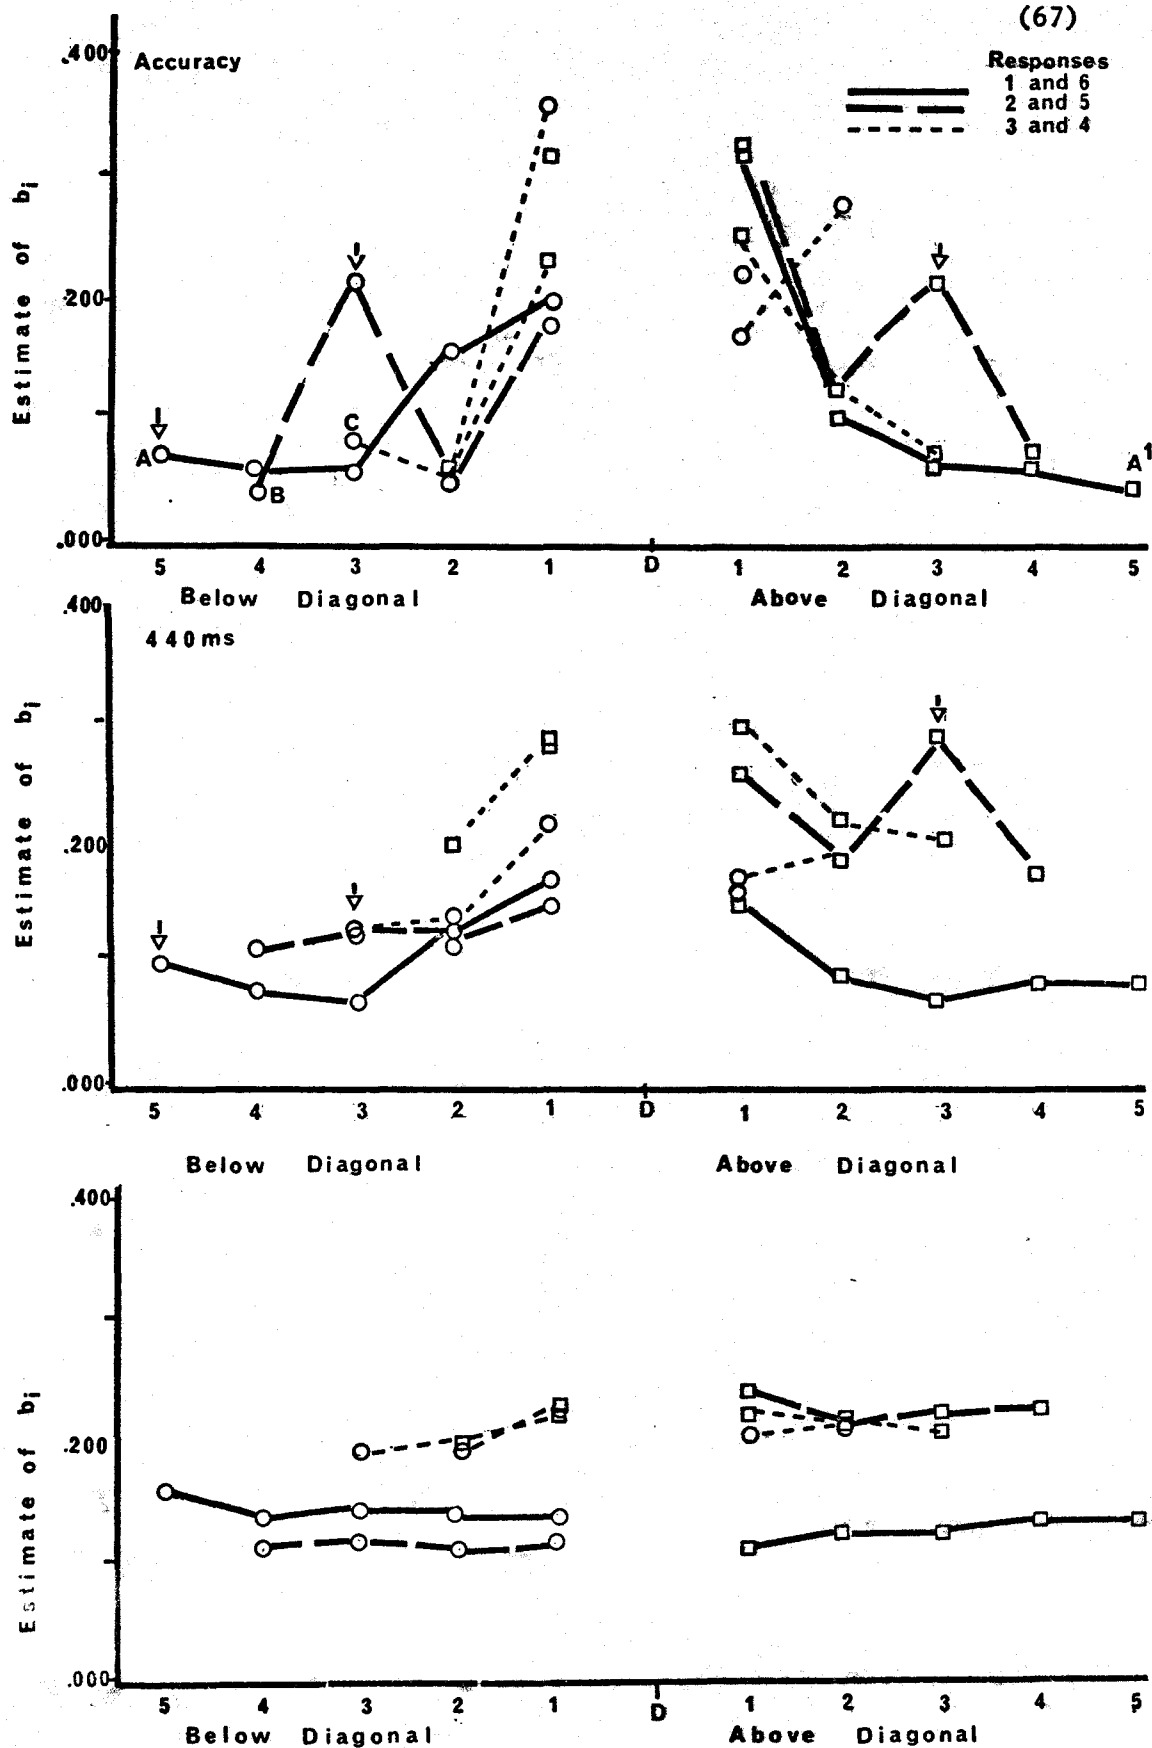 (67)
.400
Accuracy
Responses
1 and 6
2 and 5
3 and 4
Estimate of bi
.200
A
B
C
A1
.000
5 4 3 2 1 D 1 2 3 4 5
Below Diagonal
Above Diagonal
.400
440ms
Estimate of bi
.200
.000
5 4 3 2 1 D 1 2 3 4 5
Below Diagonal
Above Diagonal
.400
Estimate of bi
.200
.000
5 4 3 2 1 D 1 2 3 4 5
Below Diagonal
Above Diagonal